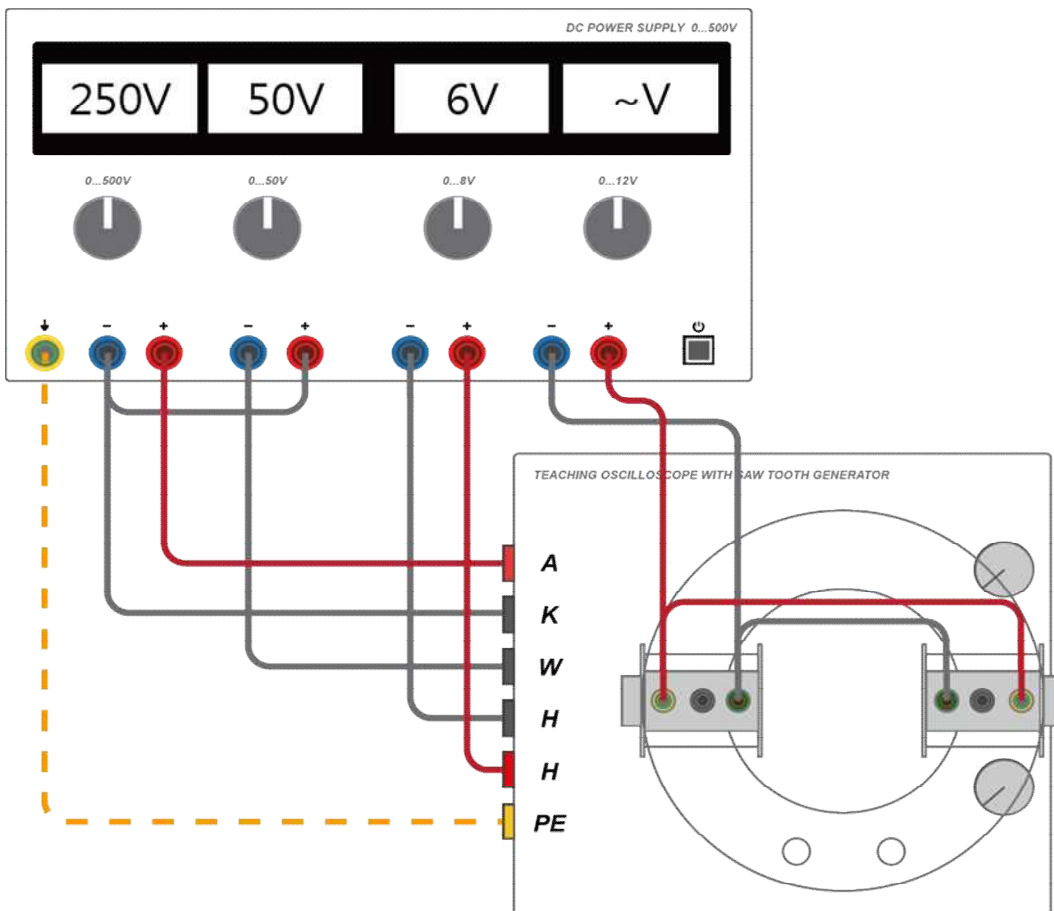 DC POWER SUPPLY 0...500V
250V 50V 6V ~V
0...500V 0...50V 0...8V 0...12V
- + - + - + - +
TEACHING OSCILLOSCOPE WITH SAW TOOTH GENERATOR
A
K
W
H
H
PE